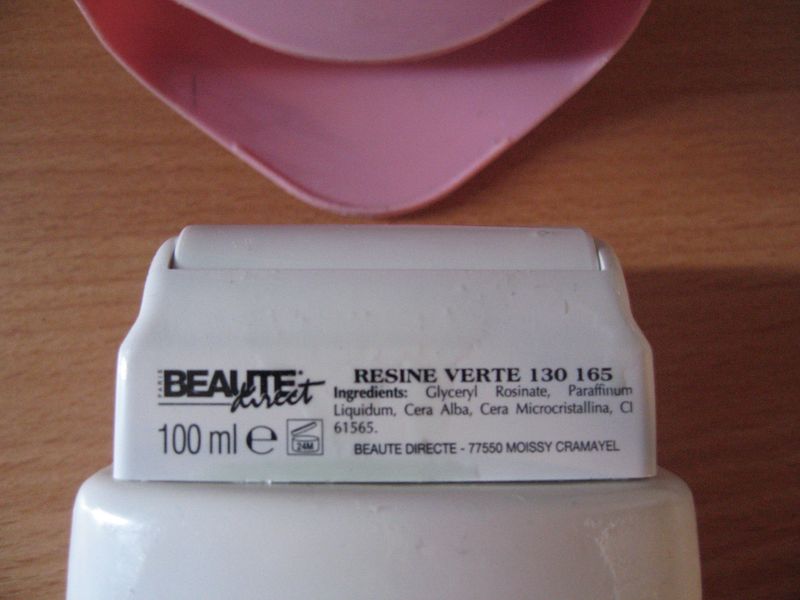 PARIS
BEAUTE
direct
100 ml e
24M
RESINE VERTE 130 165
Ingredients: Glyceryl Rosinate, Paraffinum
Liquidum, Cera Alba, Cera Microcristallina, CI
61565.
BEAUTE DIRECTE - 77550 MOISSY CRAMAYEL